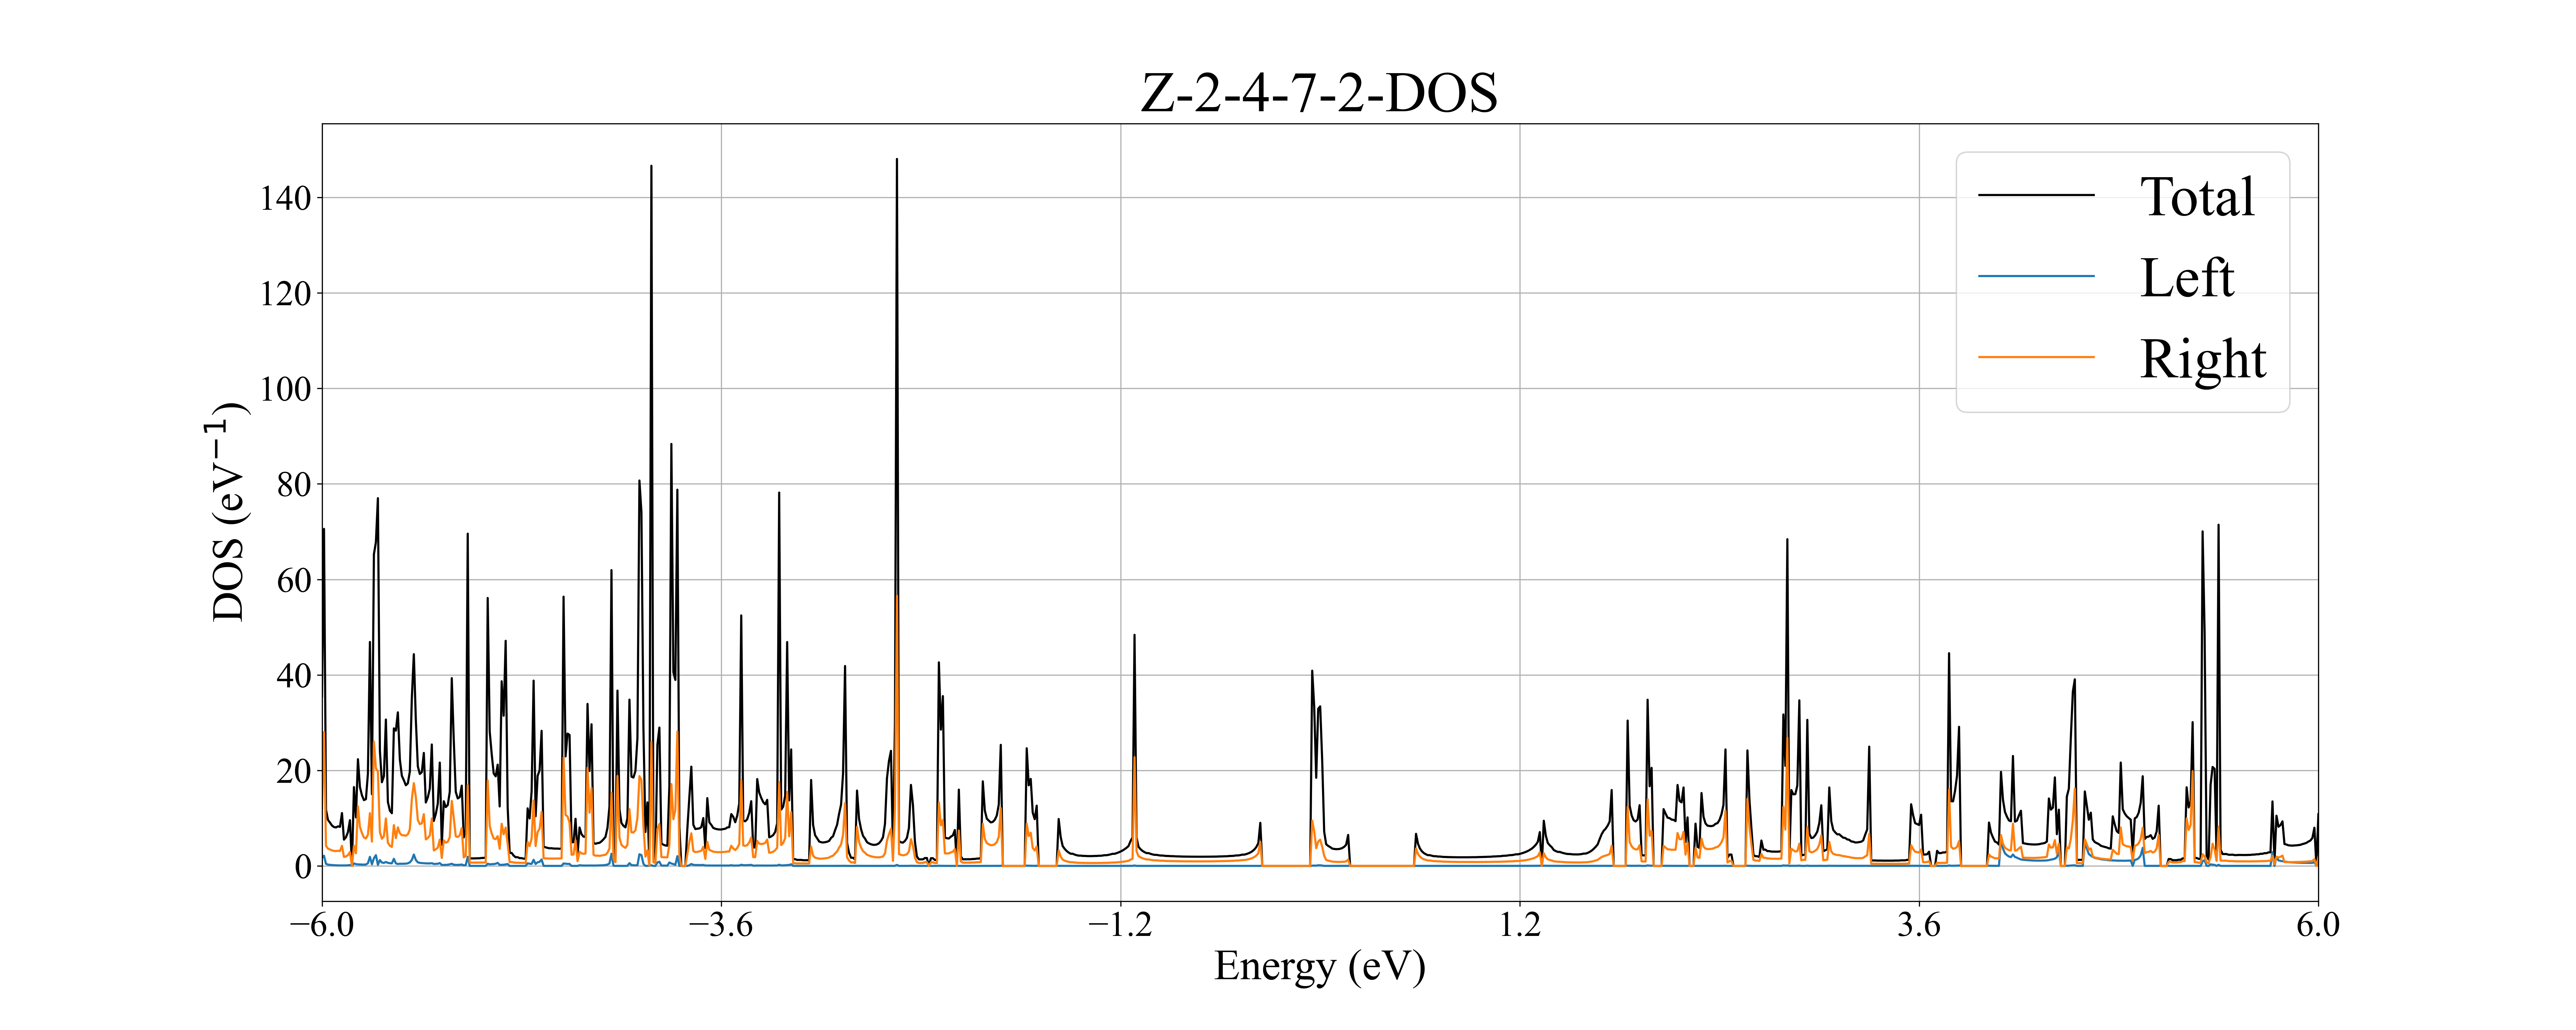 Z-2-4-7-2-DOS
Total
Left
Right
DOS (eV⁻¹)
140
120
100
80
60
40
20
0
−6.0
−3.6
−1.2
1.2
3.6
6.0
Energy (eV)